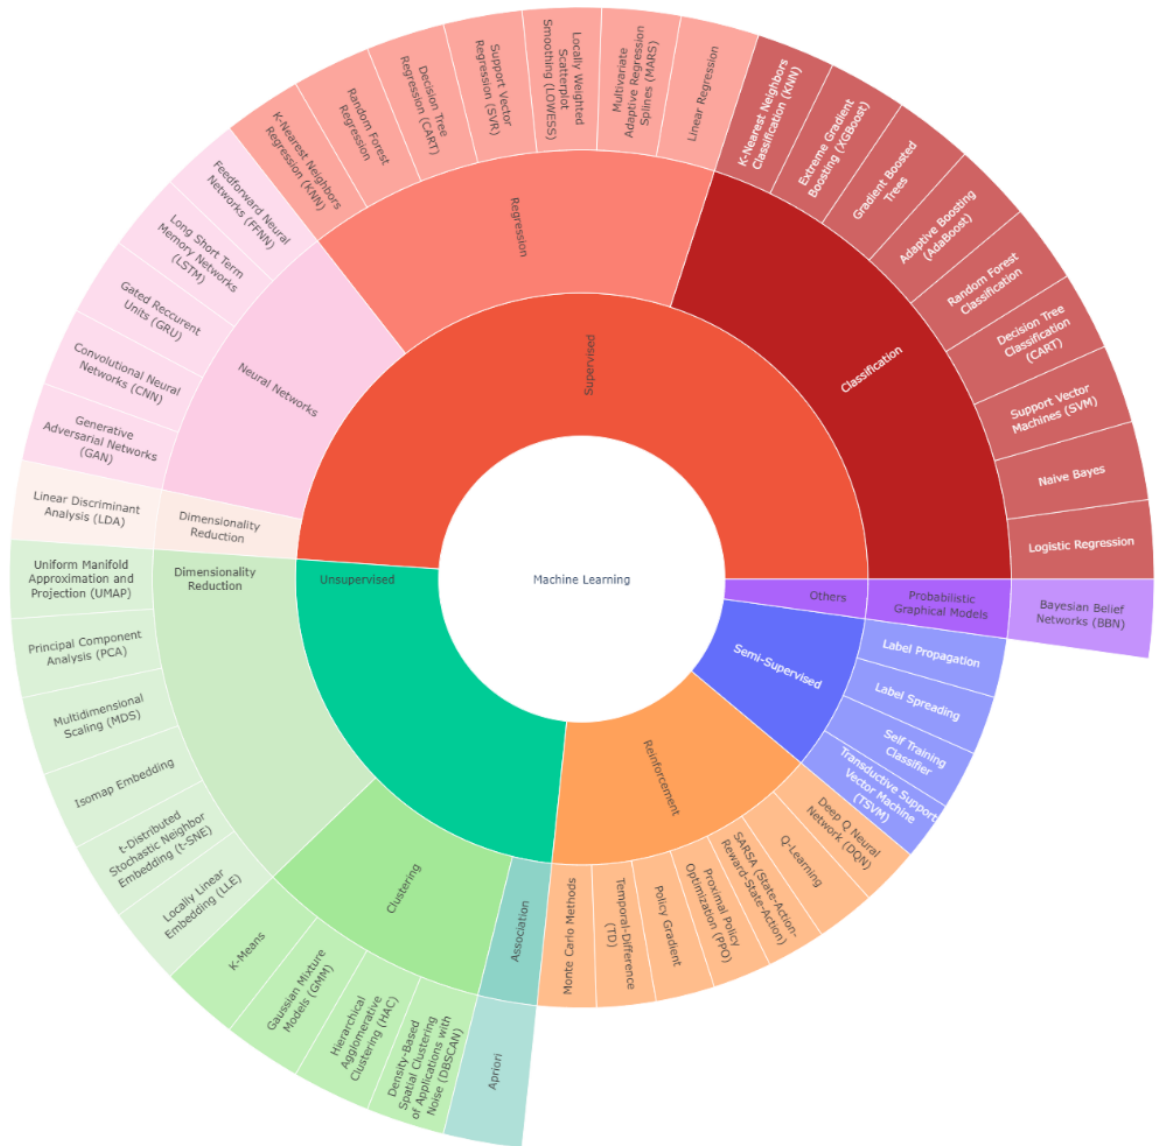 Machine Learning
Supervised
Classification
K-Nearest Neighbors
Classification (KNN)
Extreme Gradient
Boosting (XGBoost)
Gradient Boosted
Trees
Adaptive Boosting
(AdaBoost)
Random Forest
Classification
Decision Tree
Classification
(CART)
Support Vector
Machines (SVM)
Naive Bayes
Logistic Regression
Regression
Linear Regression
Multivariate
Adaptive Regression
Splines (MARS)
Locally Weighted
Scatterplot
Smoothing (LOWESS)
Support Vector
Regression (SVR)
Decision Tree
Regression (CART)
Random Forest
Regression
K-Nearest Neighbors
Regression (KNN)
Neural Networks
Feedforward Neural
Networks (FFNN)
Long Short Term
Memory Networks
(LSTM)
Gated Reccurent
Units (GRU)
Convolutional Neural
Networks (CNN)
Generative
Adversarial Networks
(GAN)
Dimensionality
Reduction
Linear Discriminant
Analysis (LDA)
Unsupervised
Dimensionality
Reduction
Uniform Manifold
Approximation and
Projection (UMAP)
Principal Component
Analysis (PCA)
Multidimensional
Scaling (MDS)
Isomap Embedding
t-Distributed
Stochastic Neighbor
Embedding (t-SNE)
Locally Linear
Embedding (LLE)
Clustering
K-Means
Gaussian Mixture
Models (GMM)
Hierarchical
Agglomerative
Clustering (HAC)
Density-Based
Spatial Clustering
of Applications with
Noise (DBSCAN)
Association
Apriori
Reinforcement
Monte Carlo Methods
Temporal-Difference
(TD)
Policy Gradient
Proximal Policy
Optimization (PPO)
SARSA (State-Action-
Reward-State-Action)
Q-Learning
Deep Q Neural
Network (DQN)
Semi-Supervised
Transductive Support
Vector Machine
(TSVM)
Self Training
Classifier
Label Spreading
Label Propagation
Others
Probabilistic
Graphical Models
Bayesian Belief
Networks (BBN)